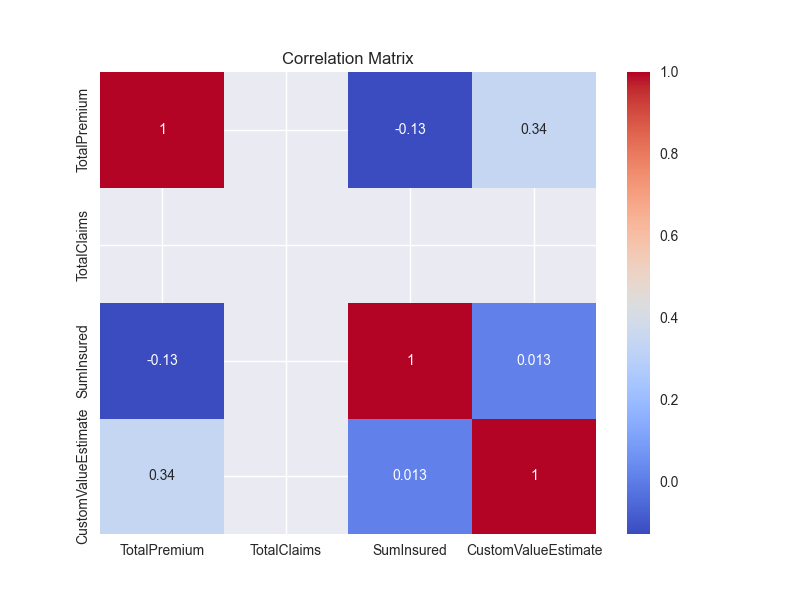 Correlation Matrix
TotalPremium
1
-0.13
0.34
TotalClaims
SumInsured
-0.13
1
0.013
CustomValueEstimate
0.34
0.013
1
TotalPremium
TotalClaims
SumInsured
CustomValueEstimate
1.0
0.8
0.6
0.4
0.2
0.0